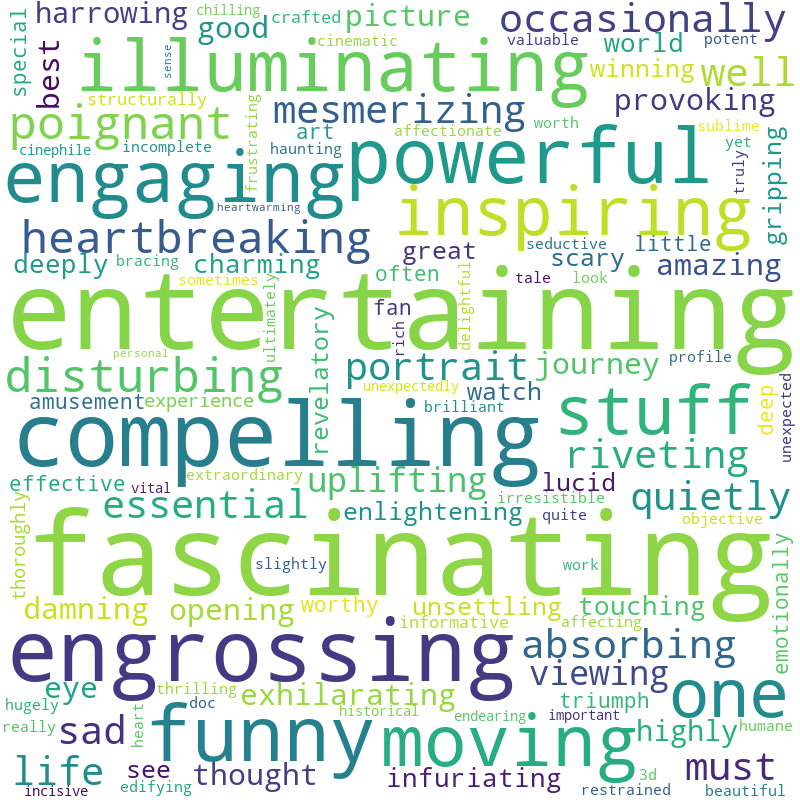 harrowing
chilling
good
crafted
picture
occasionally
special
best
sense
illuminating
cinematic
valuable
world
potent
winning
well
structurally
mesmerizing
provoking
poignant
art
affectionate
worth
sublime
cinephile
incomplete
haunting
frustrating
powerful
yet
truly
gripping
engaging
heartwarming
inspiring
heartbreaking
great
seductive
little
deeply
bracing
charming
often
scary
amazing
sometimes
ultimately
fan
rich
delightful
tale
look
entertaining
personal
revelatory
portrait
journey
profile
disturbing
unexpectedly
watch
deep
unexpected
amusement
experience
brilliant
stuff
compelling
riveting
effective
vital
extraordinary
uplifting
lucid
irresistible
quietly
thoroughly
essential
enlightening
quite
objective
fascinating
slightly
work
emotionally
damning
opening
worthy
unsettling
touching
informative
affecting
engrossing
absorbing
viewing
eye
thrilling
exhilarating
triumph
one
hugely
doc
historical
endearing
important
highly
humane
really
sad
heart
funny
moving
life
see
thought
infuriating
3d
must
incisive
edifying
restrained
beautiful